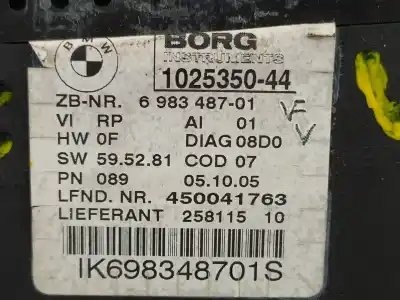 BMW
BORG
INSTRUMENTS
1025350-44
ZB-NR. 6 983 487-01
VI RP AI 01
HW 0F DIAG 08D0
SW 59.52.81 COD 07
PN 089 05.10.05
LFND. NR. 450041763
LIEFERANT 258115 10
IK698348701S